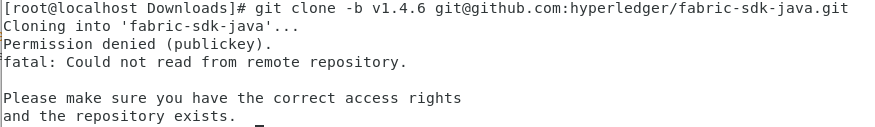 [root@localhost Downloads]# git clone -b v1.4.6 git@github.com:hyperledger/fabric-sdk-java.git
Cloning into 'fabric-sdk-java'...
Permission denied (publickey).
fatal: Could not read from remote repository.

Please make sure you have the correct access rights
and the repository exists.